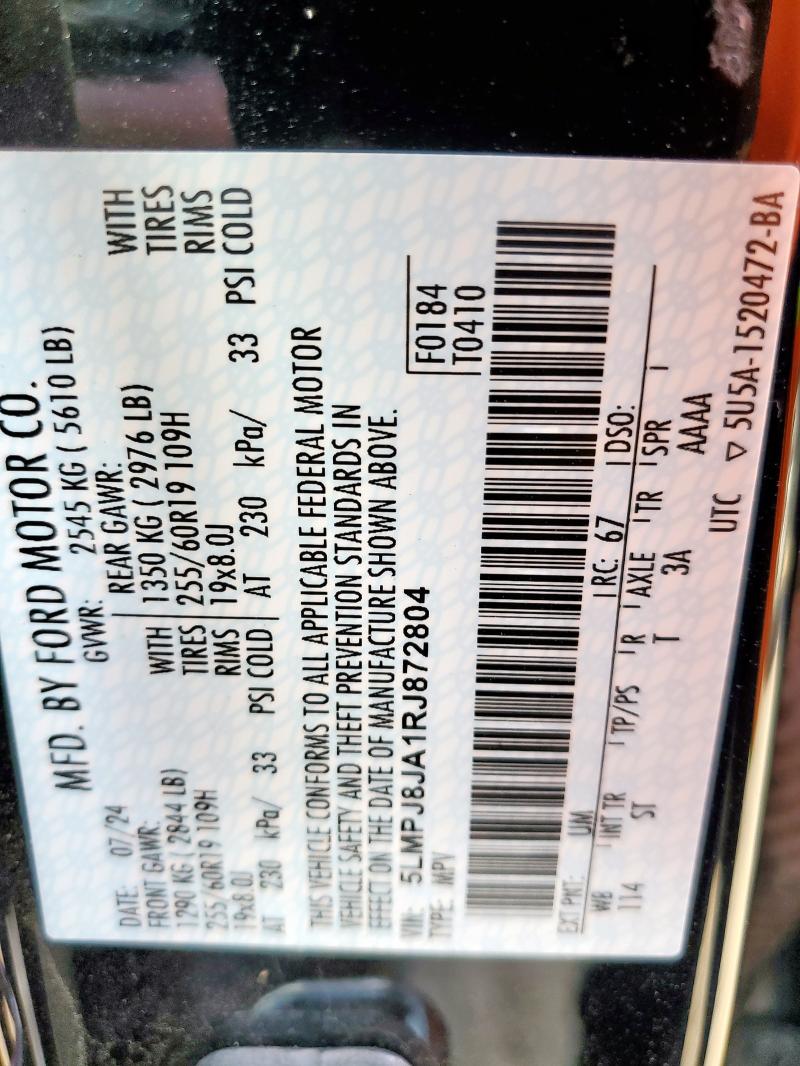 MFD. BY FORD MOTOR CO.
DATE: 07/24 GVWR: 2545 KG ( 5610 LB)
FRONT GAWR: REAR GAWR:
1290 KG ( 2844 LB) WITH 1350 KG ( 2976 LB) WITH
255/60R19 109H TIRES 255/60R19 109H TIRES
19x8.0J RIMS 19x8.0J RIMS
AT 230 kPa/ 33 PSI COLD AT 230 kPa/ 33 PSI COLD
THIS VEHICLE CONFORMS TO ALL APPLICABLE FEDERAL MOTOR
VEHICLE SAFETY AND THEFT PREVENTION STANDARDS IN
EFFECT ON THE DATE OF MANUFACTURE SHOWN ABOVE.
VIN: 5LMPJ8JA1RJ872804 F0184
TYPE: MPV T0410
EXT PNT: UM RC: 67 DSO:
WB INT TR TP/PS R AXLE TR SPR
114 ST T 3A AAAA
UTC ▽ 5U5A-1520472-BA